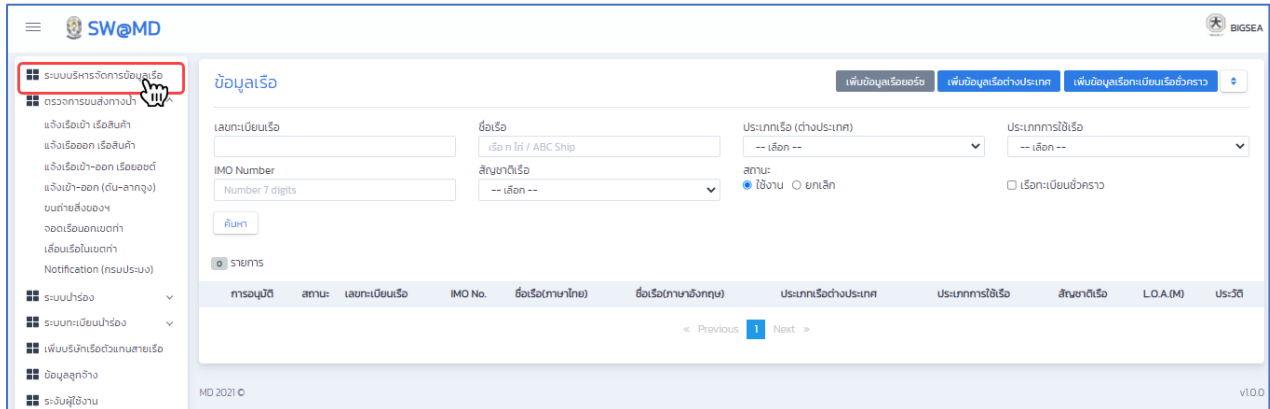 SW@MD
BIGSEA
ระบบบริหารจัดการข้อมูลเรือ
ตรวจการขนส่งทางน้ำ
แจ้งเรือเข้า เรือสินค้า
แจ้งเรือออก เรือสินค้า
แจ้งเรือเข้า-ออก เรือยอชต์
แจ้งเข้า-ออก (ดัน-ลากจูง)
ขนถ่ายสิ่งของฯ
จอดเรือนอกเขตท่า
เลื่อนเรือในเขตท่า
Notification (กรมประมง)
ระบบนำร่อง
ระบบทะเบียนนำร่อง
เพิ่มบริษัทเรือตัวแทนสายเรือ
ข้อมูลลูกจ้าง
ระงับผู้ใช้งาน
ข้อมูลเรือ
เพิ่มข้อมูลเรือยอร์ช เพิ่มข้อมูลเรือต่างประเทศ เพิ่มข้อมูลเรือทะเบียนเรือชั่วคราว
เลขทะเบียนเรือ ชื่อเรือ ประเภทเรือ (ต่างประเทศ) ประเภทการใช้เรือ
เรือ ก ไก่ / ABC Ship -- เลือก -- -- เลือก --
IMO Number สัญชาติเรือ สถานะ
Number 7 digits -- เลือก -- ใช้งาน ยกเลิก เรือทะเบียนชั่วคราว
ค้นหา
0 รายการ
การอนุมัติ สถานะ เลขทะเบียนเรือ IMO No. ชื่อเรือ(ภาษาไทย) ชื่อเรือ(ภาษาอังกฤษ) ประเภทเรือต่างประเทศ ประเภทการใช้เรือ สัญชาติเรือ L.O.A.(M) ประวัติ
« Previous 1 Next »
MD 2021 © v1.0.0